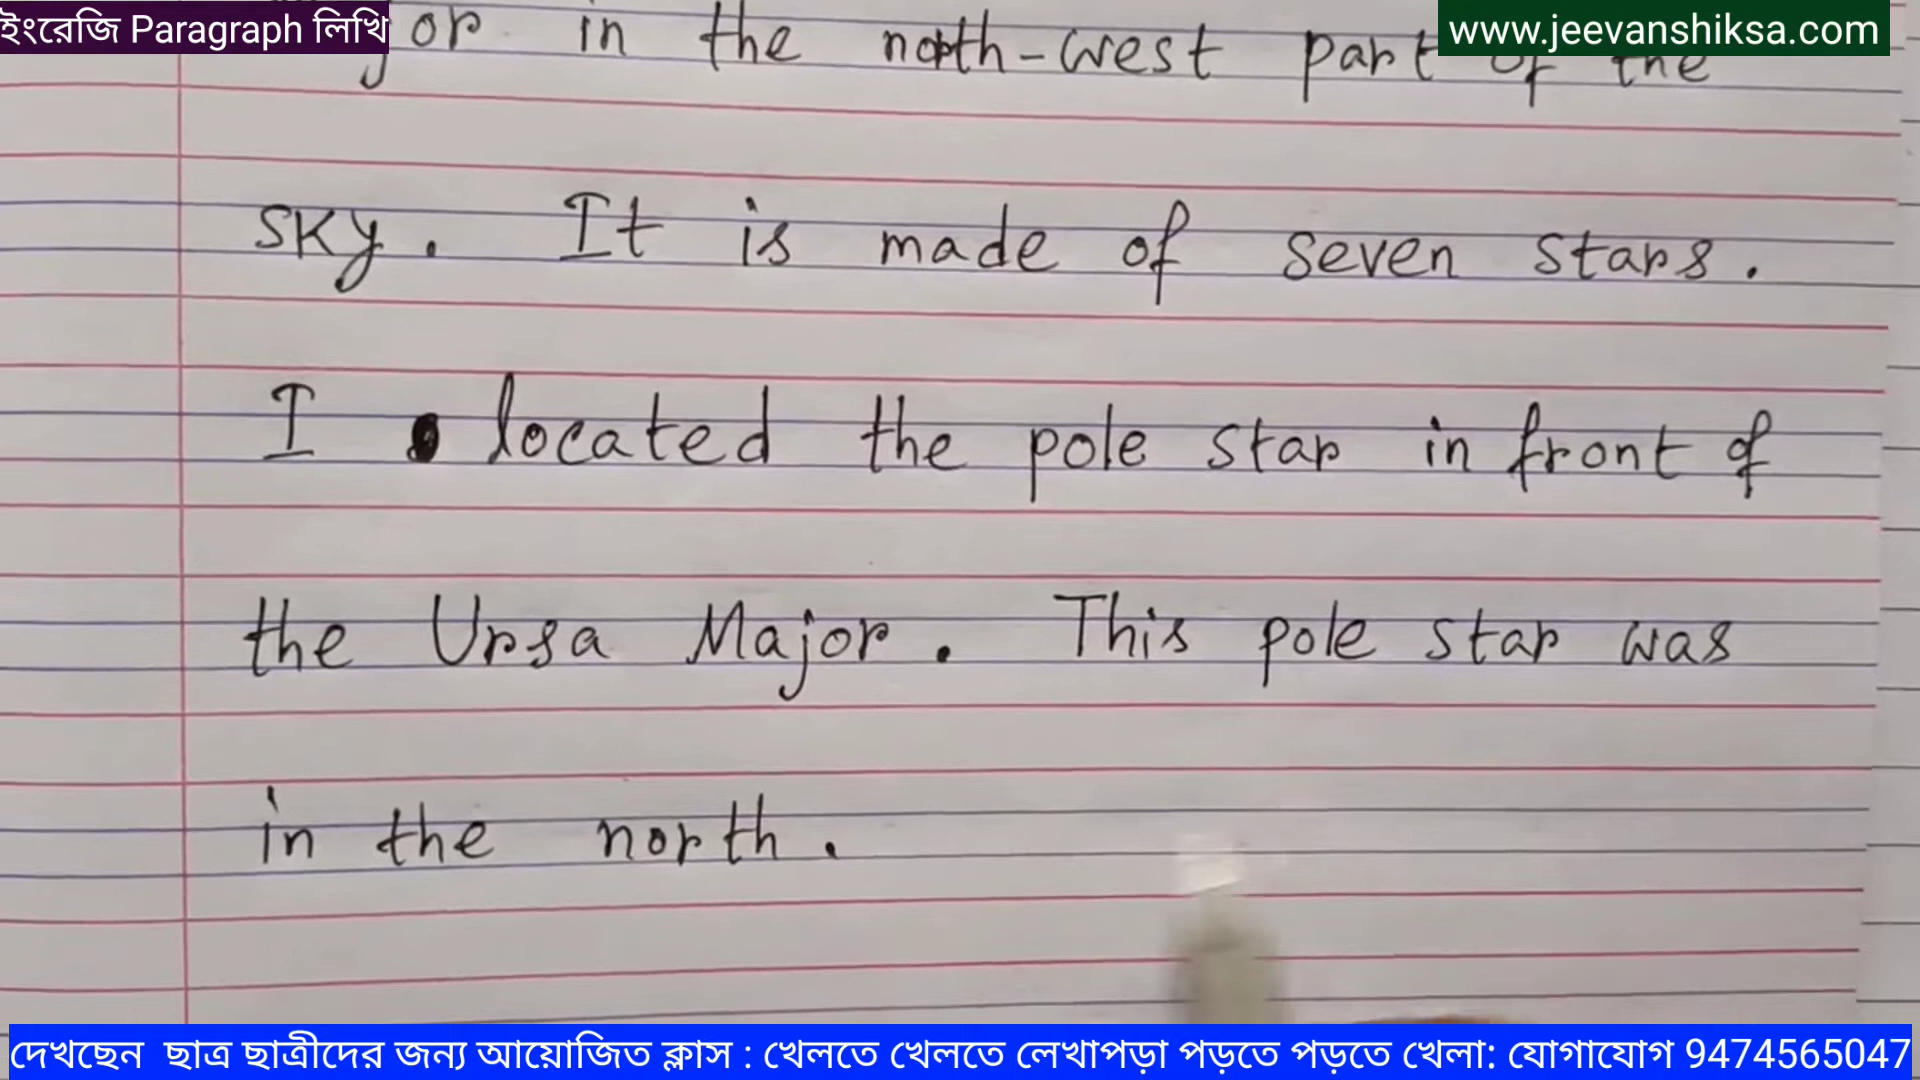 ইংরেজি Paragraph লিখি
www.jeevanshiksa.com
jor in the north-west part of the
sky. It is made of seven stars.
I located the pole star in front of
the Ursa Major. This pole star was
in the north.
দেখছেন ছাত্র ছাত্রীদের জন্য আয়োজিত ক্লাস : খেলতে খেলতে লেখাপড়া পড়তে পড়তে খেলা: যোগাযোগ 9474565047